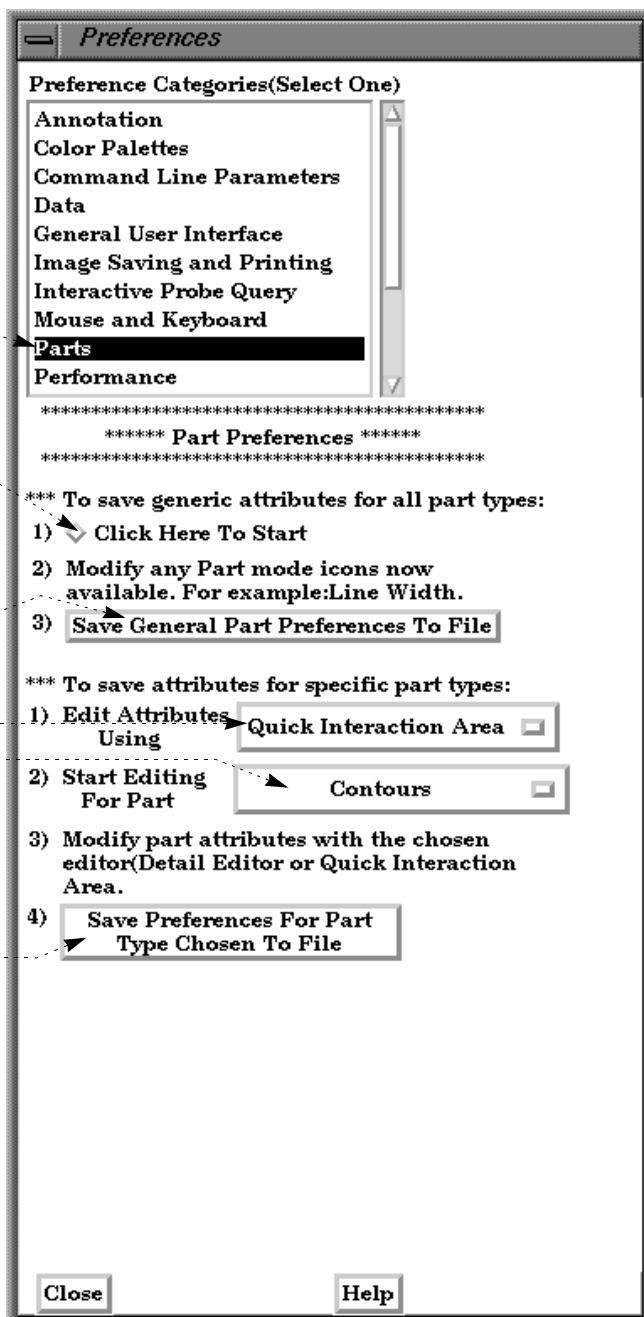 Preferences
Preference Categories(Select One)
Annotation
Color Palettes
Command Line Parameters
Data
General User Interface
Image Saving and Printing
Interactive Probe Query
Mouse and Keyboard
Parts
Performance
********************************************
****** Part Preferences ******
********************************************
*** To save generic attributes for all part types:
1) Click Here To Start
2) Modify any Part mode icons now
available. For example:Line Width.
3) Save General Part Preferences To File
*** To save attributes for specific part types:
1) Edit Attributes
Using
Quick Interaction Area
2) Start Editing
For Part
Contours
3) Modify part attributes with the chosen
editor(Detail Editor or Quick Interaction
Area.
4) Save Preferences For Part
Type Chosen To File
Close Help